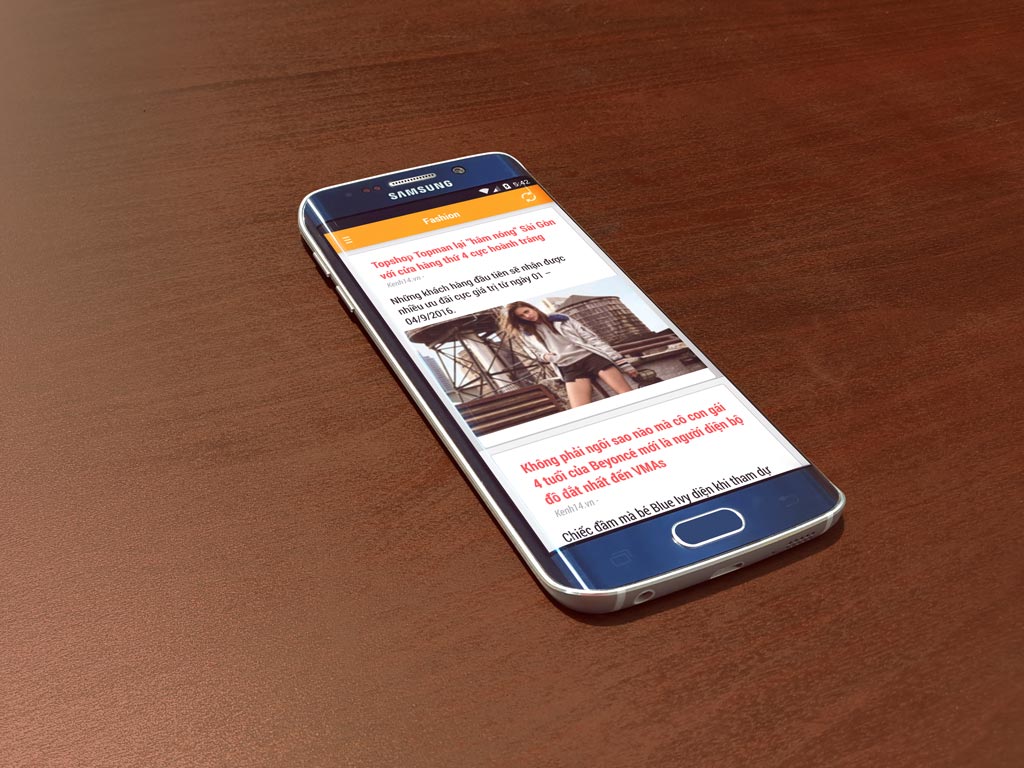 SAMSUNG
5:42
Fashion
Topshop Topman lại "hâm nóng" Sài Gòn
với cửa hàng thứ 4 cực hoành tráng
Kenh14.vn -
Những khách hàng đầu tiên sẽ nhận được
nhiều ưu đãi cực giá trị từ ngày 01 –
04/9/2016.
Không phải ngôi sao nào mà cô con gái
4 tuổi của Beyoncé mới là người diện bộ
đồ đắt nhất đến VMAs
Kenh14.vn -
Chiếc đầm mà bé Blue Ivy diện khi tham dự